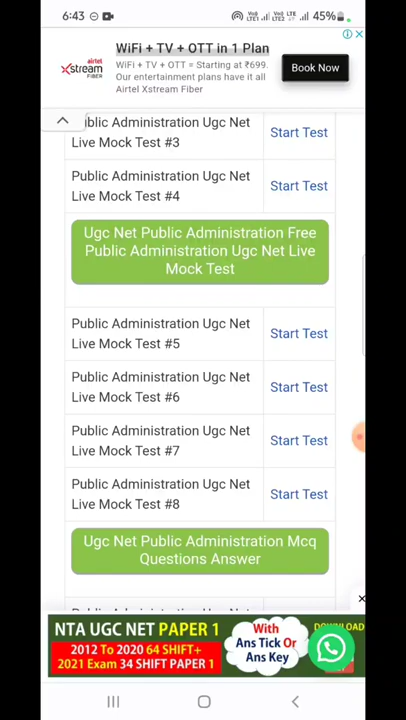 6:43
45%
WiFi + TV + OTT in 1 Plan
WiFi + TV + OTT = Starting at ₹699.
Our entertainment plans have it all
Airtel Xstream Fiber
airtel
xstream
FIBER
Book Now
Public Administration Ugc Net
Live Mock Test #3
Start Test
Public Administration Ugc Net
Live Mock Test #4
Start Test
Ugc Net Public Administration Free
Public Administration Ugc Net Live
Mock Test
Public Administration Ugc Net
Live Mock Test #5
Start Test
Public Administration Ugc Net
Live Mock Test #6
Start Test
Public Administration Ugc Net
Live Mock Test #7
Start Test
Public Administration Ugc Net
Live Mock Test #8
Start Test
Ugc Net Public Administration Mcq
Questions Answer
NTA UGC NET PAPER 1
2012 To 2020 64 SHIFT+
2021 Exam 34 SHIFT PAPER 1
With
Ans Tick Or
Ans Key
DOWNLOAD